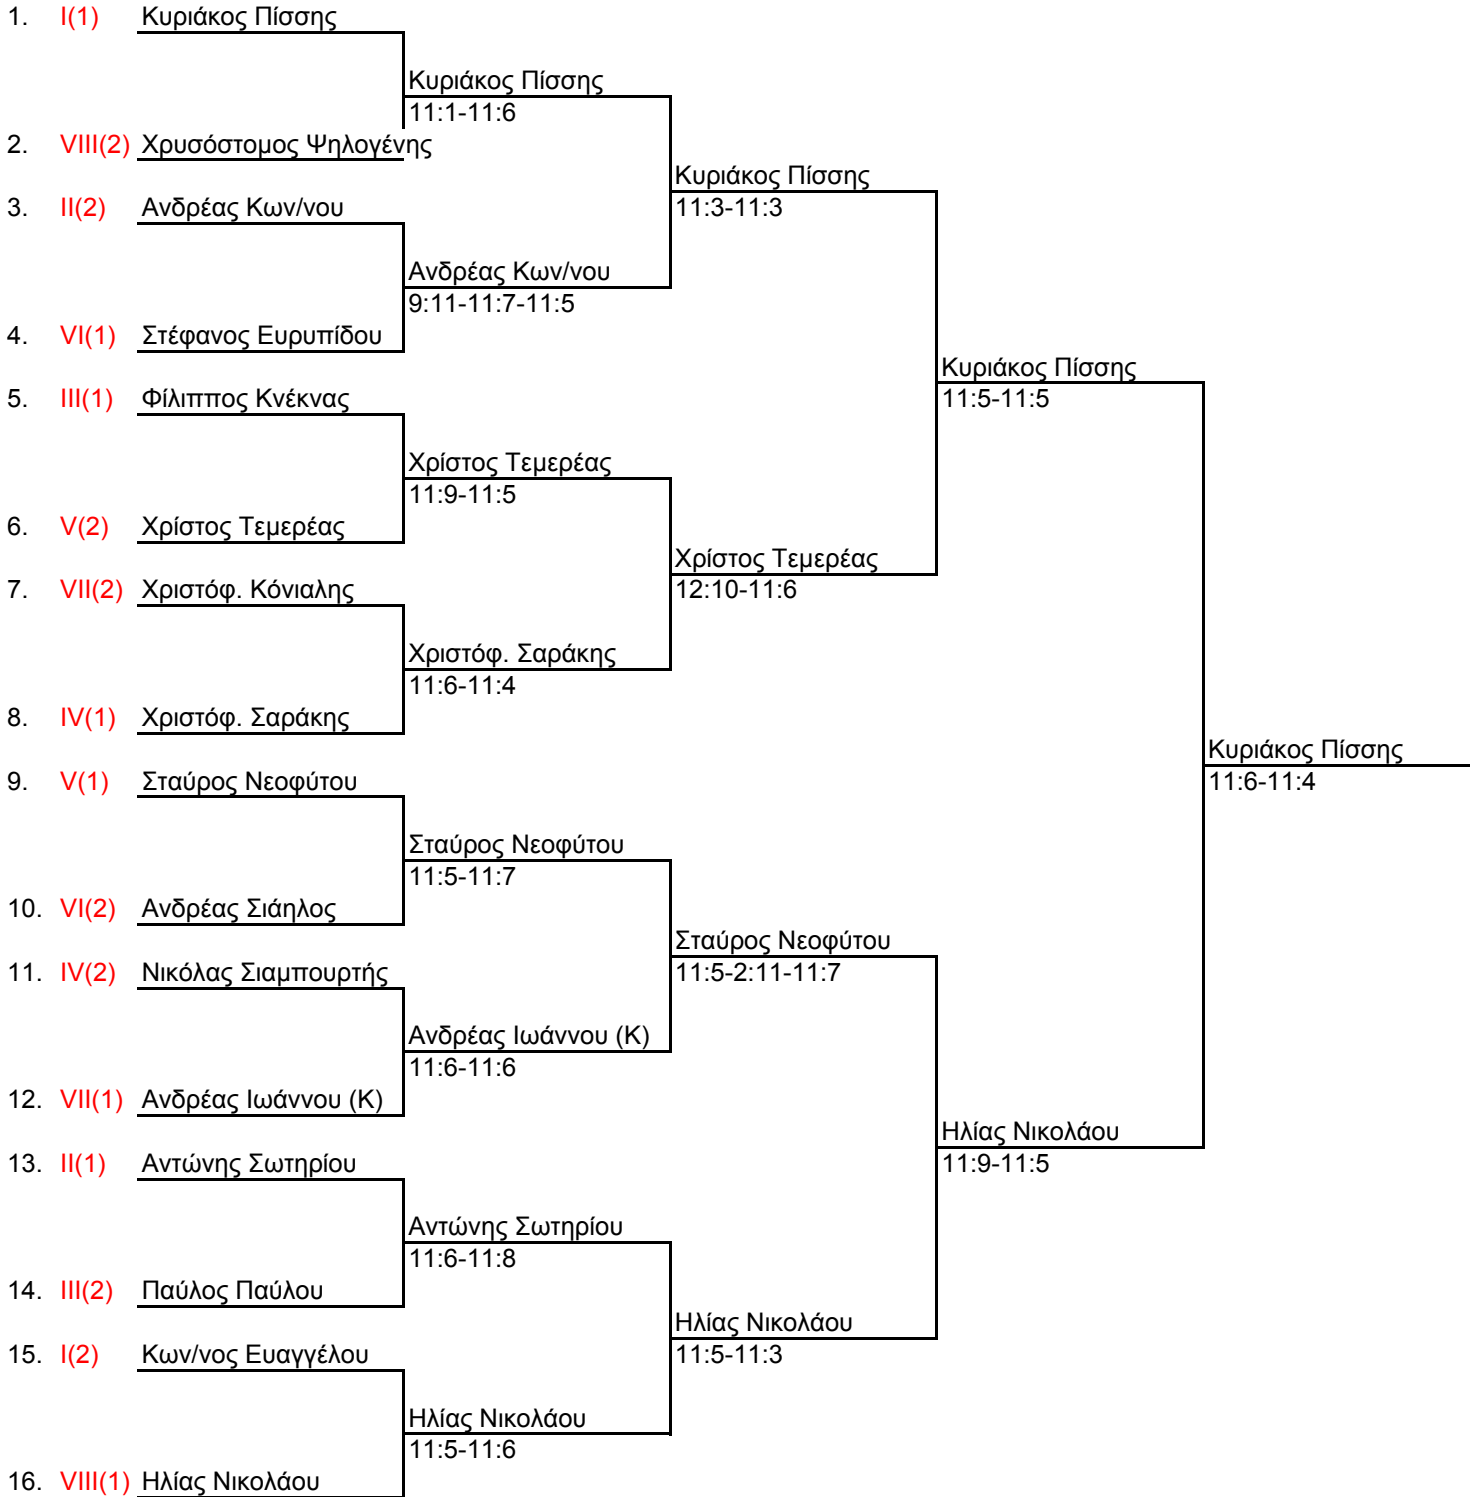 1. I(1) Κυριάκος Πίσσης
Κυριάκος Πίσσης
11:1-11:6
2. VIII(2) Χρυσόστομος Ψηλογένης
Κυριάκος Πίσσης
3. II(2) Ανδρέας Κων/νου
11:3-11:3
Ανδρέας Κων/νου
9:11-11:7-11:5
4. VI(1) Στέφανος Ευρυπίδου
Κυριάκος Πίσσης
5. III(1) Φίλιππος Κνέκνας
11:5-11:5
Χρίστος Τεμερέας
11:9-11:5
6. V(2) Χρίστος Τεμερέας
Χρίστος Τεμερέας
7. VII(2) Χριστόφ. Κόνιαλης
12:10-11:6
Χριστόφ. Σαράκης
11:6-11:4
8. IV(1) Χριστόφ. Σαράκης
Κυριάκος Πίσσης
9. V(1) Σταύρος Νεοφύτου
11:6-11:4
Σταύρος Νεοφύτου
11:5-11:7
10. VI(2) Ανδρέας Σιάηλος
Σταύρος Νεοφύτου
11. IV(2) Νικόλας Σιαμπουρτής
11:5-2:11-11:7
Ανδρέας Ιωάννου (Κ)
11:6-11:6
12. VII(1) Ανδρέας Ιωάννου (Κ)
Ηλίας Νικολάου
13. II(1) Αντώνης Σωτηρίου
11:9-11:5
Αντώνης Σωτηρίου
11:6-11:8
14. III(2) Παύλος Παύλου
Ηλίας Νικολάου
15. I(2) Κων/νος Ευαγγέλου
11:5-11:3
Ηλίας Νικολάου
11:5-11:6
16. VIII(1) Ηλίας Νικολάου